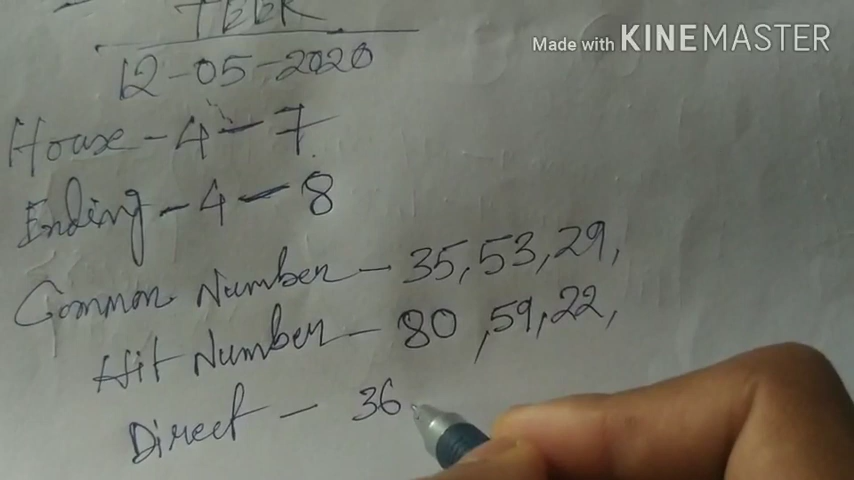 TEER
Made with KINEMASTER
12-05-2020
House - 4 - 7
Ending - 4 - 8
Common Number - 35, 53, 29,
Hit Number - 80, 59, 22,
Direct - 36